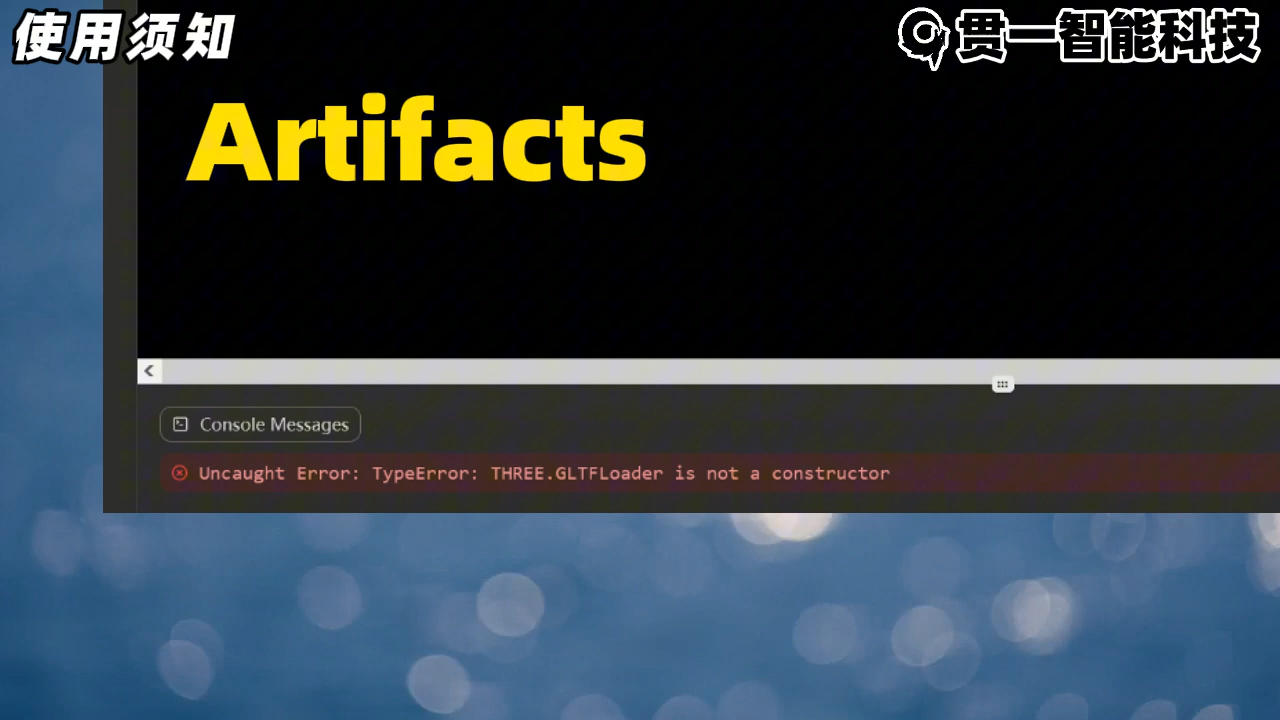 使用须知
贯一智能科技
Artifacts
Console Messages
Uncaught Error: TypeError: THREE.GLTFLoader is not a constructor